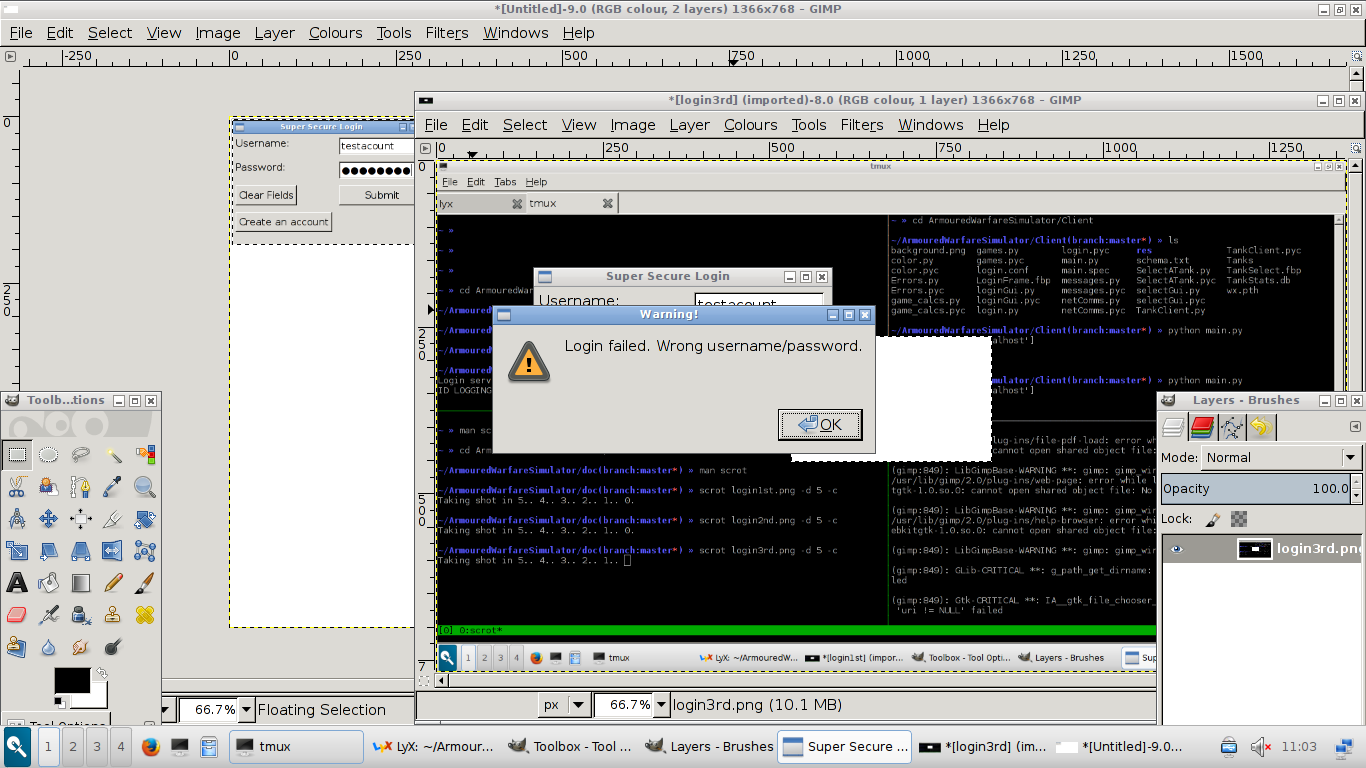 *[Untitled]-9.0 (RGB colour, 2 layers) 1366x768 – GIMP
File Edit Select View Image Layer Colours Tools Filters Windows Help
-250 0 250 500 750 1000 1250 1500
0
250
Super Secure Login
Username: testacount
Password:
Clear Fields Submit
Create an account
66.7% Floating Selection
*[login3rd] (imported)-8.0 (RGB colour, 1 layer) 1366x768 – GIMP
File Edit Select View Image Layer Colours Tools Filters Windows Help
0 250 500 750 1000 1250
0
250
500
7
tmux
File Edit Tabs Help
lyx tmux
~ »
~ »
~ »
~ » cd ArmouredWar
~/Armoured
~/Armoured
~/Armoured
~/Armoured
Login serv
ID LOGGING
~ » man sc
~ » cd Ar
~/ArmouredWarfareSimulator/doc(branch:master*) » man scrot
~/ArmouredWarfareSimulator/doc(branch:master*) » scrot login1st.png -d 5 -c
Taking shot in 5.. 4.. 3.. 2.. 1.. 0.
~/ArmouredWarfareSimulator/doc(branch:master*) » scrot login2nd.png -d 5 -c
Taking shot in 5.. 4.. 3.. 2.. 1.. 0.
~/ArmouredWarfareSimulator/doc(branch:master*) » scrot login3rd.png -d 5 -c
Taking shot in 5.. 4.. 3.. 2.. 1..
~ » cd ArmouredWarfareSimulator/Client
~/ArmouredWarfareSimulator/Client(branch:master*) » ls
background.png games.py login.pyc res TankClient.pyc
color.py games.pyc main.py schema.txt Tanks
color.pyc login.conf main.spec SelectATank.py TankSelect.fbp
Errors.py LoginFrame.fbp messages.py SelectATank.pyc TankStats.db
Errors.pyc loginGui.py messages.pyc selectGui.py wx.pth
game_calcs.py loginGui.pyc netComms.py selectGui.pyc
game_calcs.pyc login.py netComms.pyc TankClient.py
~/ArmouredWarfareSimulator/Client(branch:master*) » python main.py
alhost']
or/Client(branch:master*) » python main.py
alhost']
lug-ins/file-pdf-load: error wh
cannot open shared object file:
(gimp:849): LibGimpBase-WARNING **: gimp: gimp_wir
/usr/lib/gimp/2.0/plug-ins/web-page: error while l
tgtk-1.0.so.0: cannot open shared object file: No
(gimp:849): LibGimpBase-WARNING **: gimp: gimp_wir
/usr/lib/gimp/2.0/plug-ins/help-browser: error whi
ebkitgtk-1.0.so.0: cannot open shared object file:
(gimp:849): LibGimpBase-WARNING **: gimp: gimp_wir
(gimp:849): GLib-CRITICAL **: g_path_get_dirname:
led
(gimp:849): Gtk-CRITICAL **: IA__gtk_file_chooser_
'uri != NULL' failed
[0] 0:scrot*
Super Secure Login
Username: testacount
Warning!
Login failed. Wrong username/password.
OK
1 2 3 4 tmux LyX: ~/ArmouredW... *[login1st] (impor... Toolbox - Tool Opti... Layers - Brushes Sup
px 66.7% login3rd.png (10.1 MB)
Toolb...tions
Tool Options
Layers - Brushes
Mode: Normal
Opacity 100.0
Lock:
login3rd.png
1 2 3 4 tmux LyX: ~/Armour... Toolbox - Tool ... Layers - Brushes Super Secure ... *[login3rd] (im... *[Untitled]-9.0... 11:03